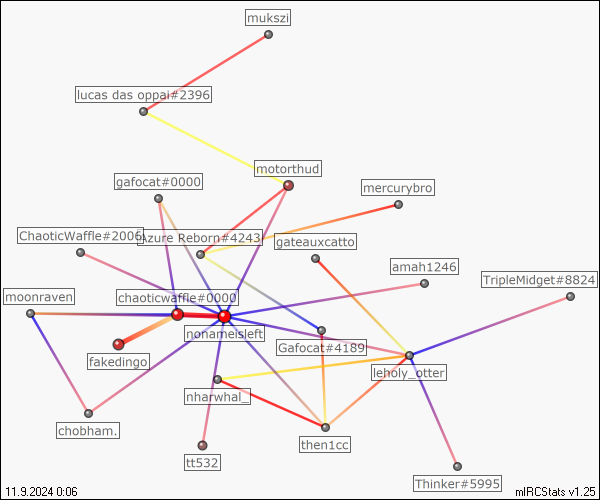 mukszi
lucas das oppai#2396
motorthud
gafocat#0000
mercurybro
ChaoticWaffle#2006
Azure Reborn#4243
gateauxcatto
amah1246
TripleMidget#8824
moonraven
chaoticwaffle#0000
nonameisleft
Gafocat#4189
fakedingo
leholy_otter
nharwhal_
chobham.
then1cc
tt532
Thinker#5995
11.9.2024 0:06
mIRCStats v1.25